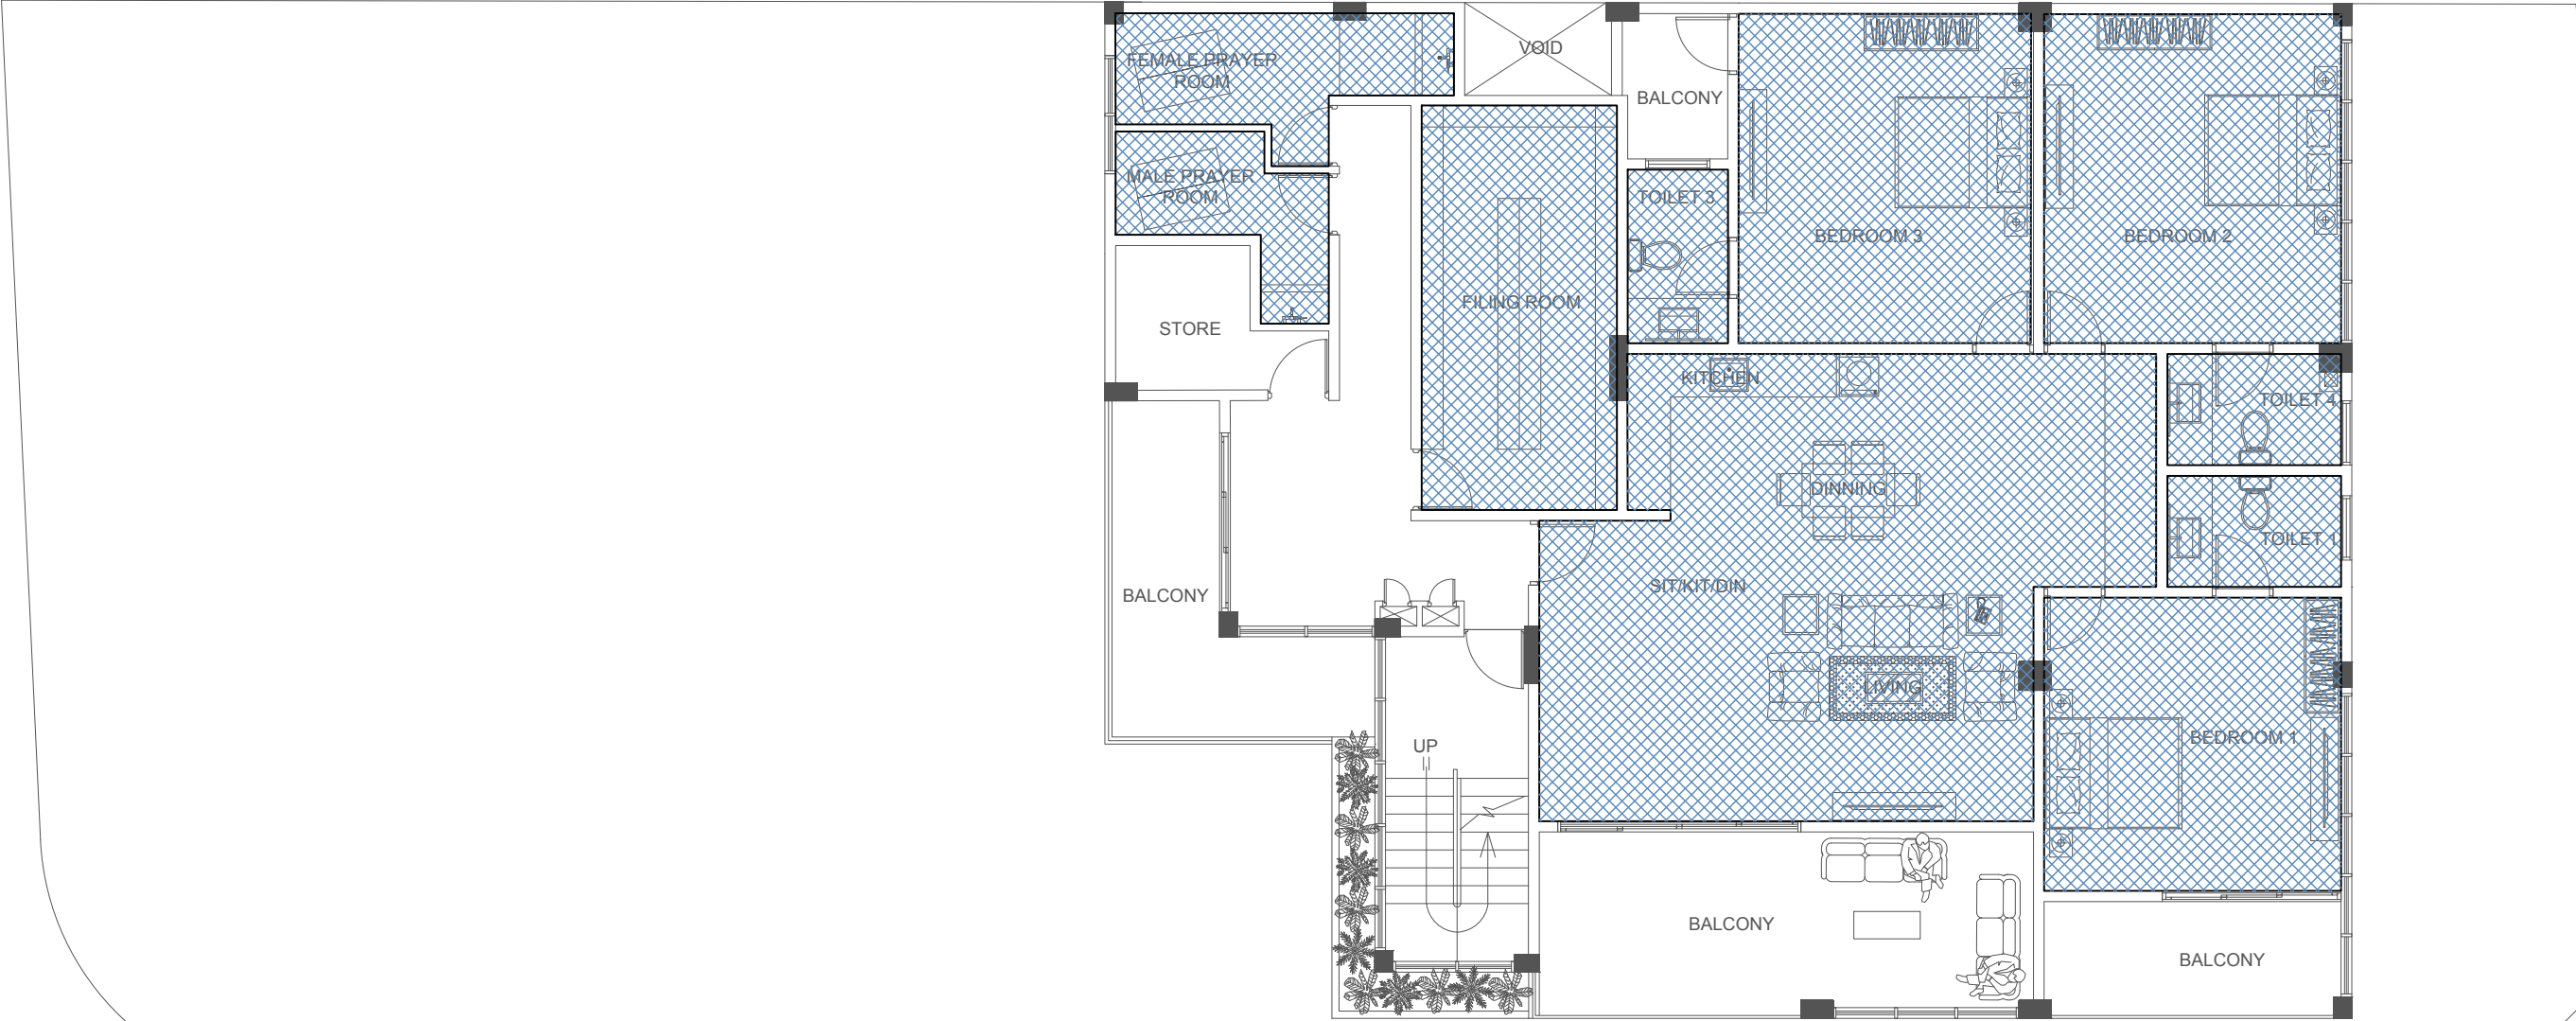 FEMALE PRAYER
ROOM
VOID
BALCONY
MALE PRAYER
ROOM
TOILET 3
BEDROOM 3
BEDROOM 2
STORE
FILING ROOM
KITCHEN
TOILET 4
DINNING
TOILET 1
BALCONY
SIT/KIT/DIN
LIVING
UP
BEDROOM 1
BALCONY
BALCONY